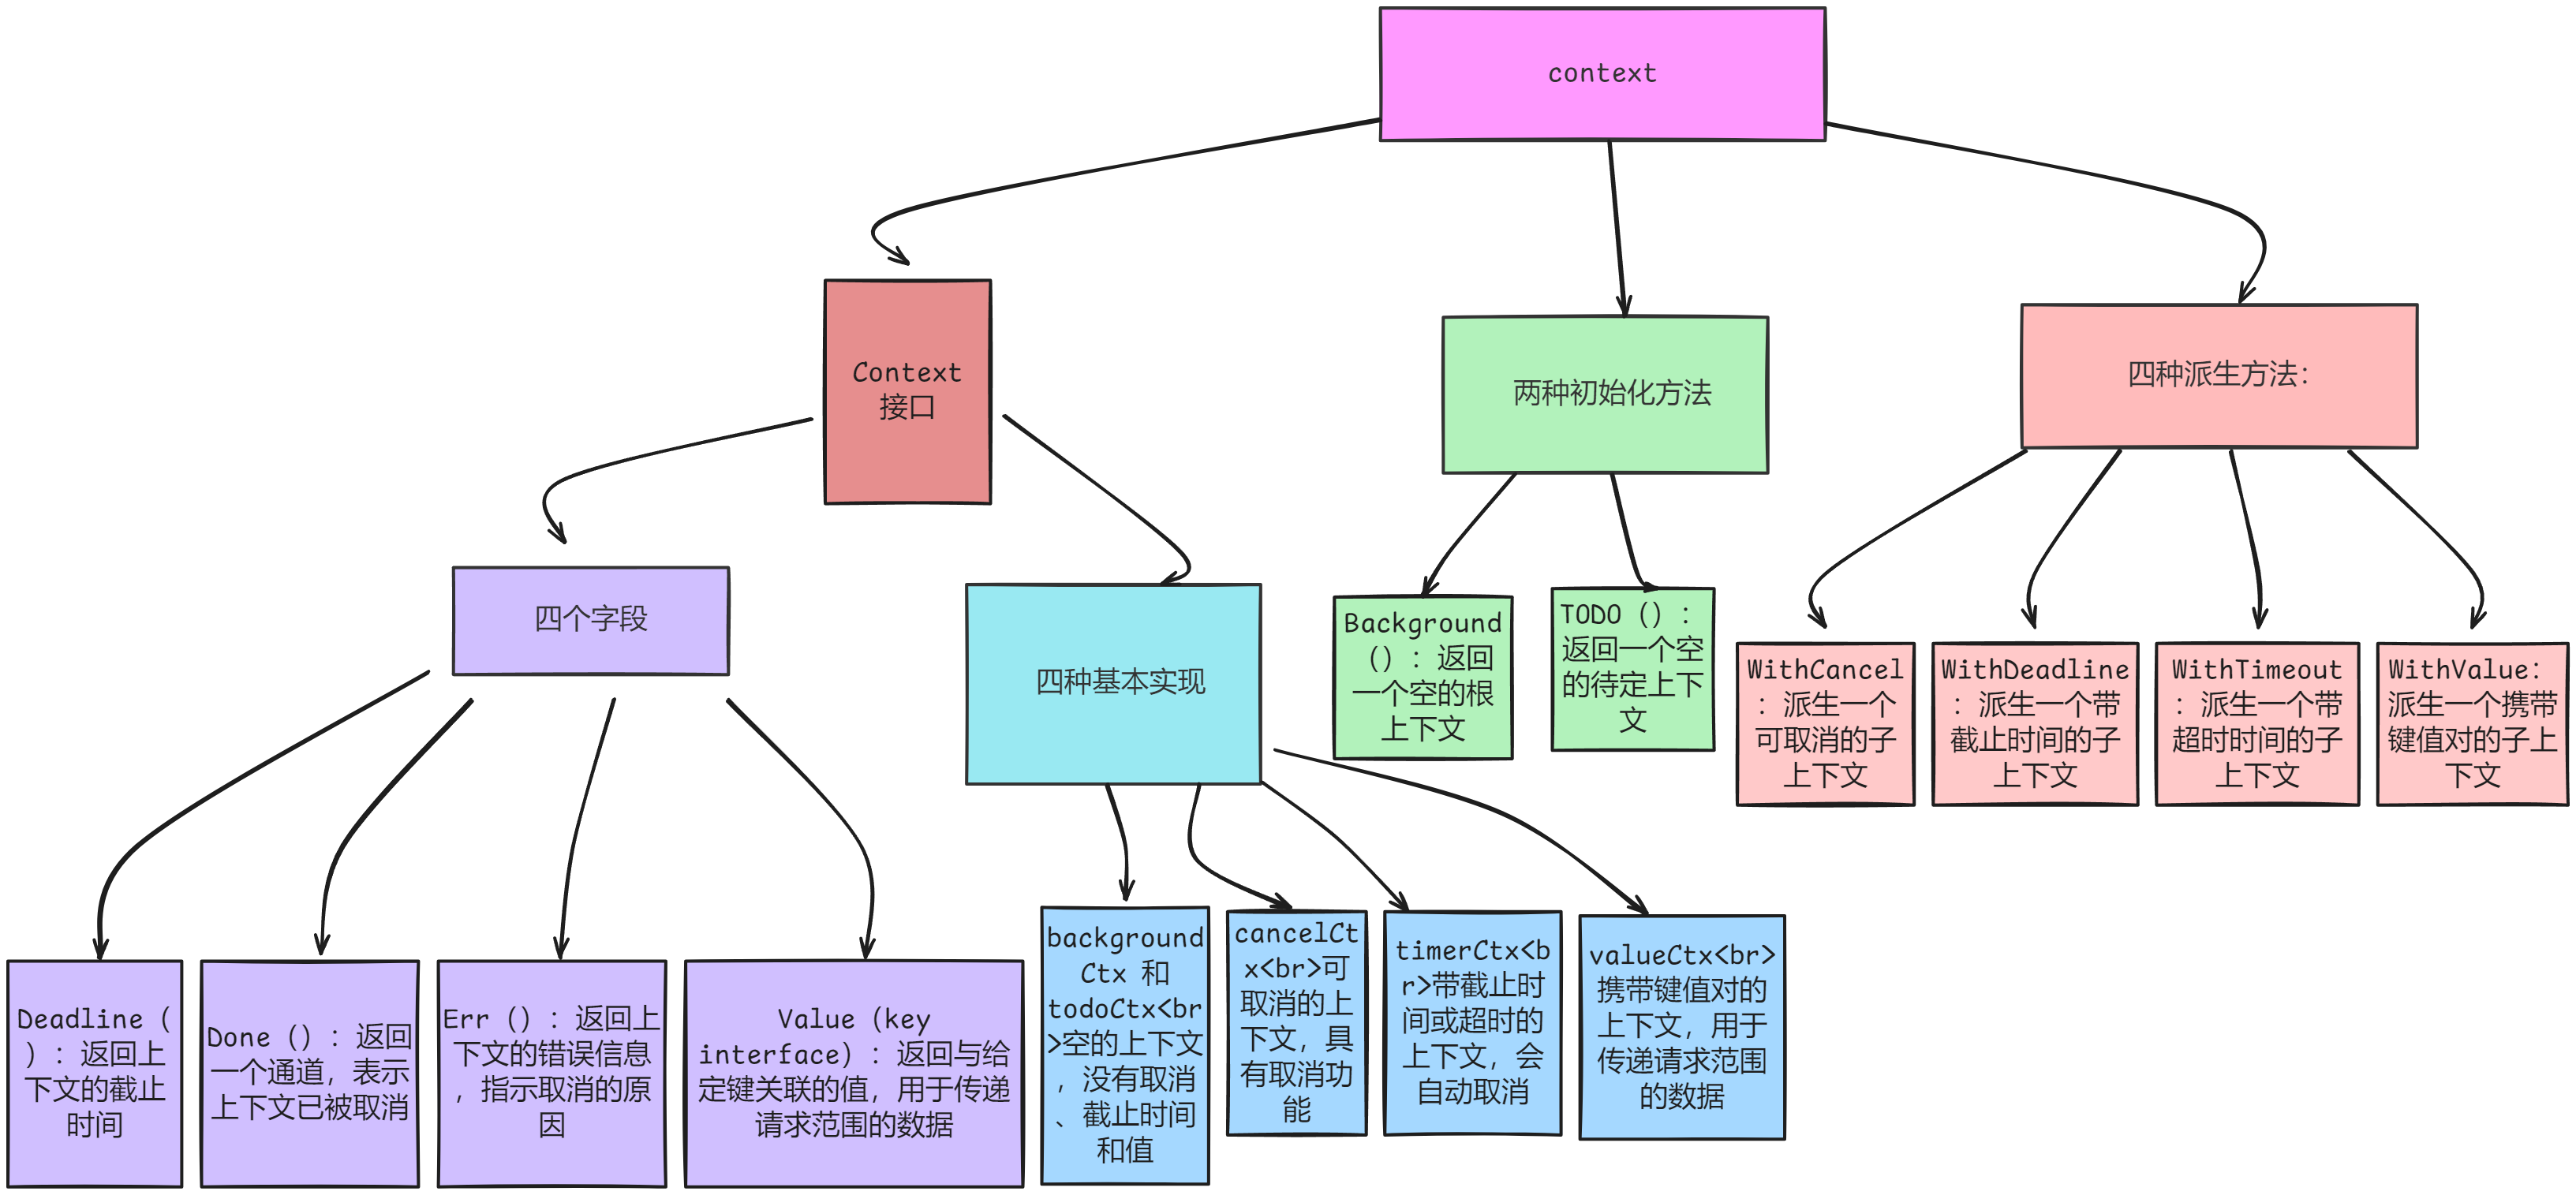 context
Context
接口
两种初始化方法
四种派生方法：
四个字段
四种基本实现
Background
（）：返回
一个空的根
上下文
TODO（）：
返回一个空
的待定上下
文
WithCancel
：派生一个
可取消的子
上下文
WithDeadline
：派生一个带
截止时间的子
上下文
WithTimeout
：派生一个带
超时时间的子
上下文
WithValue：
派生一个携带
键值对的子上
下文
Deadline（
）：返回上
下文的截止
时间
Done（）：返回
一个通道，表示
上下文已被取消
Err（）：返回上
下文的错误信息
，指示取消的原
因
Value（key
interface）：返回与给
定键关联的值，用于传递
请求范围的数据
background
Ctx 和
todoCtx<br
>空的上下文
，没有取消
、截止时间
和值
cancelCt
x<br>可
取消的上
下文，具
有取消功
能
timerCtx<b
r>带截止时
间或超时的
上下文，会
自动取消
valueCtx<br>
携带键值对的
上下文，用于
传递请求范围
的数据